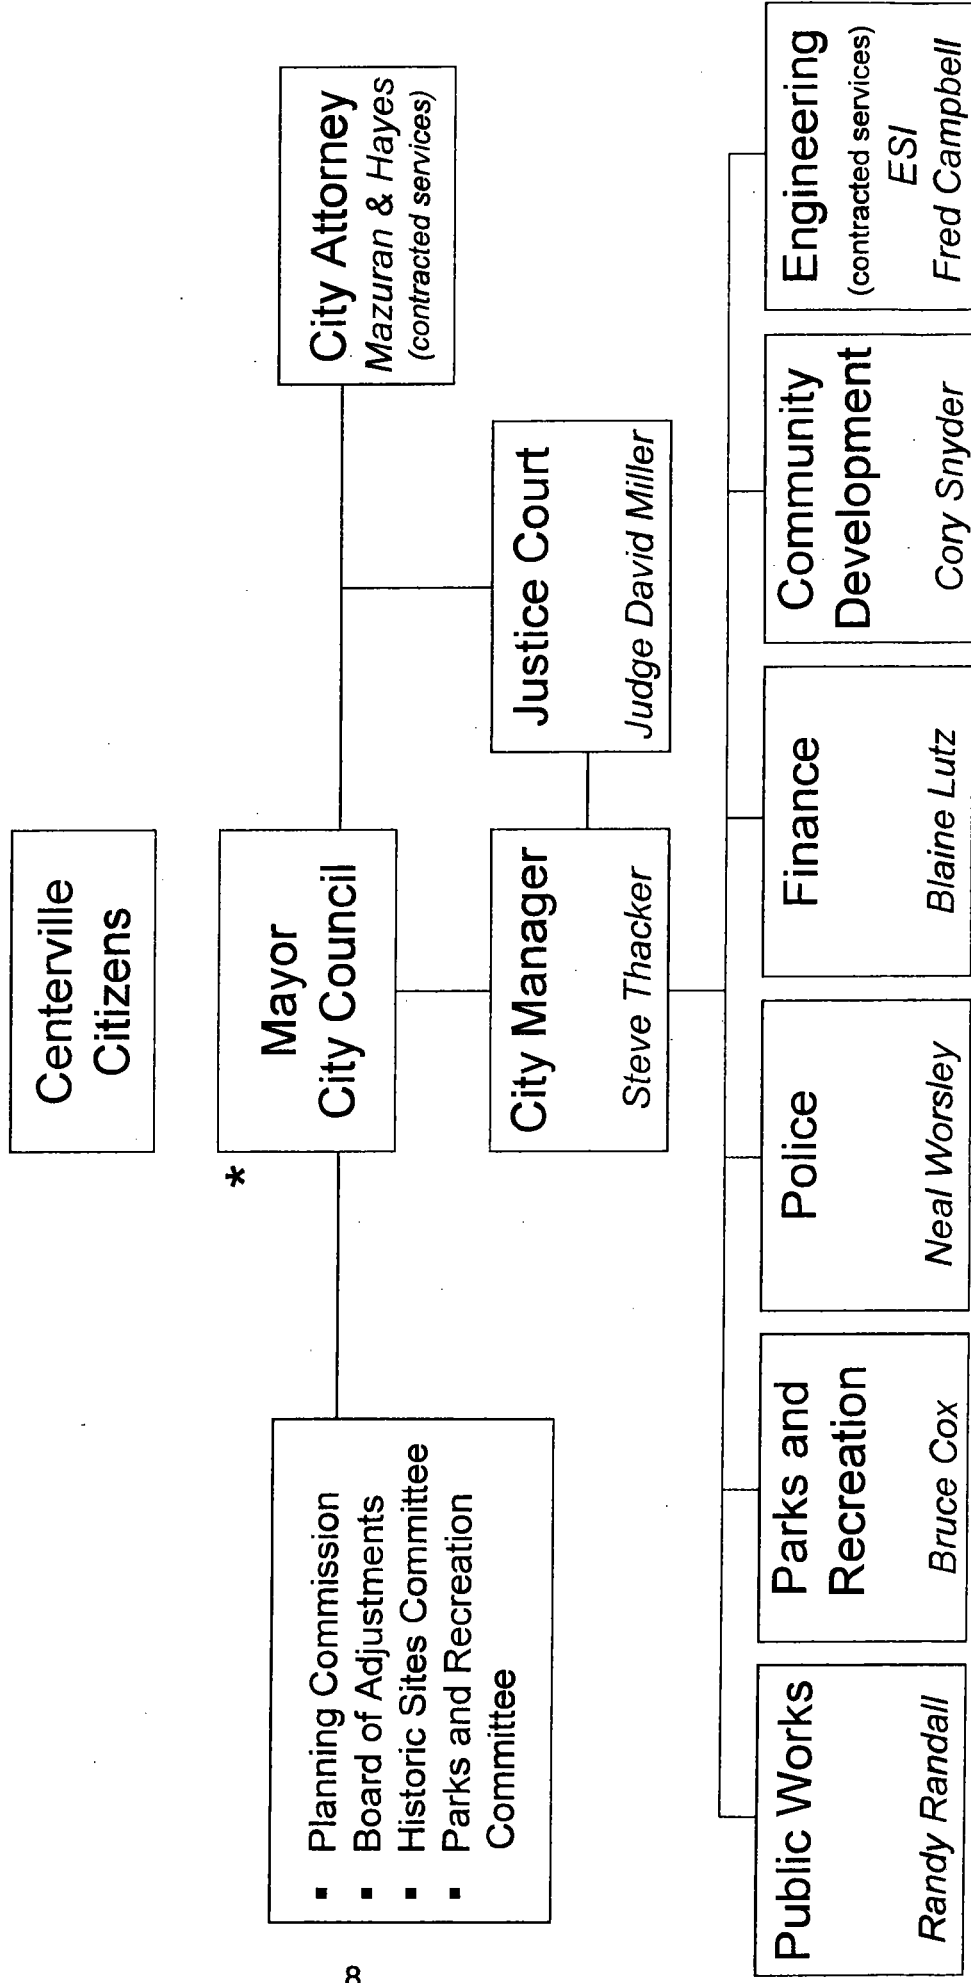 Centerville
Citizens
*
Mayor
City Council
▪ Planning Commission
▪ Board of Adjustments
▪ Historic Sites Committee
▪ Parks and Recreation
Committee
City Attorney
Mazuran & Hayes
(contracted services)
City Manager
Steve Thacker
Justice Court
Judge David Miller
Public Works
Randy Randall
Parks and
Recreation
Bruce Cox
Police
Neal Worsley
Finance
Blaine Lutz
Community
Development
Cory Snyder
Engineering
(contracted services)
ESI
Fred Campbell
8